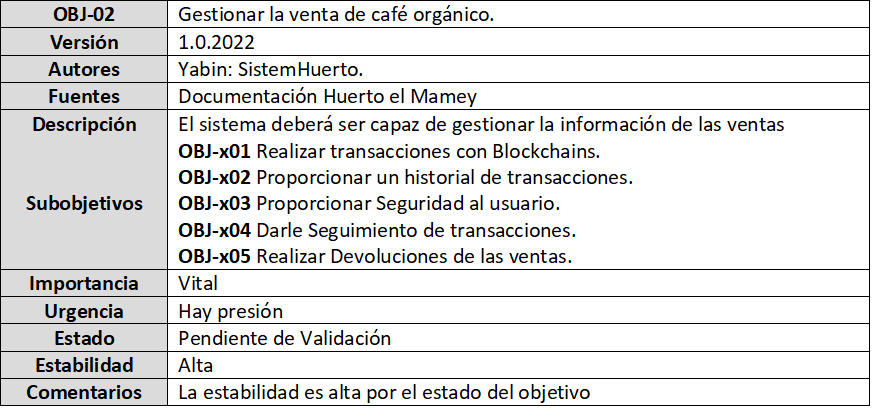 OBJ-02 Gestionar la venta de café orgánico.
Versión 1.0.2022
Autores Yabin: SistemHuerto.
Fuentes Documentación Huerto el Mamey
Descripción El sistema deberá ser capaz de gestionar la información de las ventas
OBJ-x01 Realizar transacciones con Blockchains.
OBJ-x02 Proporcionar un historial de transacciones.
Subobjetivos OBJ-x03 Proporcionar Seguridad al usuario.
OBJ-x04 Darle Seguimiento de transacciones.
OBJ-x05 Realizar Devoluciones de las ventas.
Importancia Vital
Urgencia Hay presión
Estado Pendiente de Validación
Estabilidad Alta
Comentarios La estabilidad es alta por el estado del objetivo